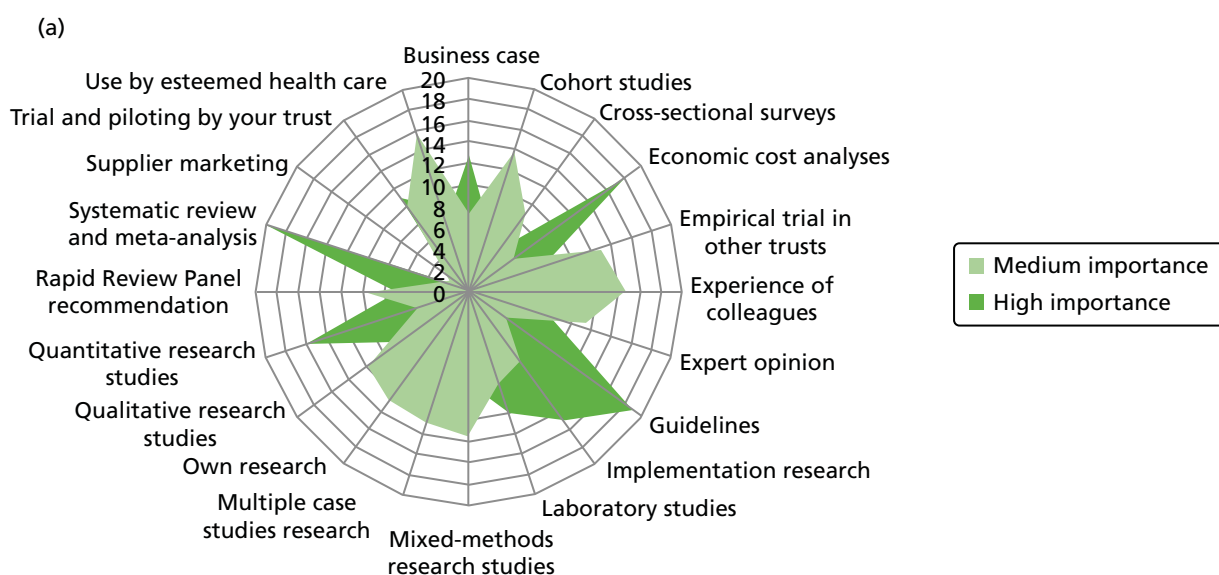 (a)
Business case
Cohort studies
Cross-sectional surveys
Economic cost analyses
Empirical trial in
other trusts
Experience of
colleagues
Expert opinion
Guidelines
Implementation research
Laboratory studies
Mixed-methods
research studies
Multiple case
studies research
Own research
Qualitative research
studies
Quantitative research
studies
Rapid Review Panel
recommendation
Systematic review
and meta-analysis
Supplier marketing
Trial and piloting by your trust
Use by esteemed health care
20
18
16
14
12
10
8
6
4
2
0
Medium importance
High importance